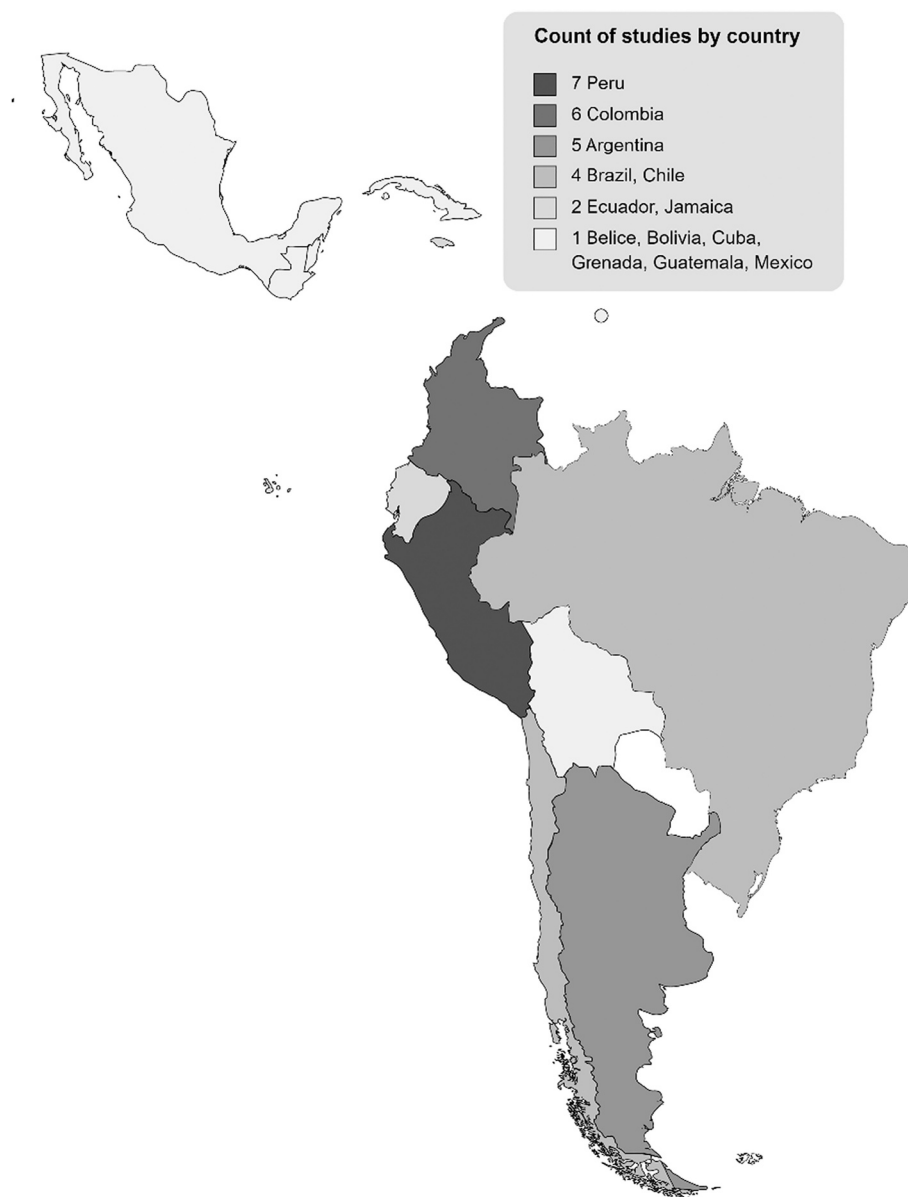 Count of studies by country
7 Peru
6 Colombia
5 Argentina
4 Brazil, Chile
2 Ecuador, Jamaica
1 Belice, Bolivia, Cuba,
Grenada, Guatemala, Mexico